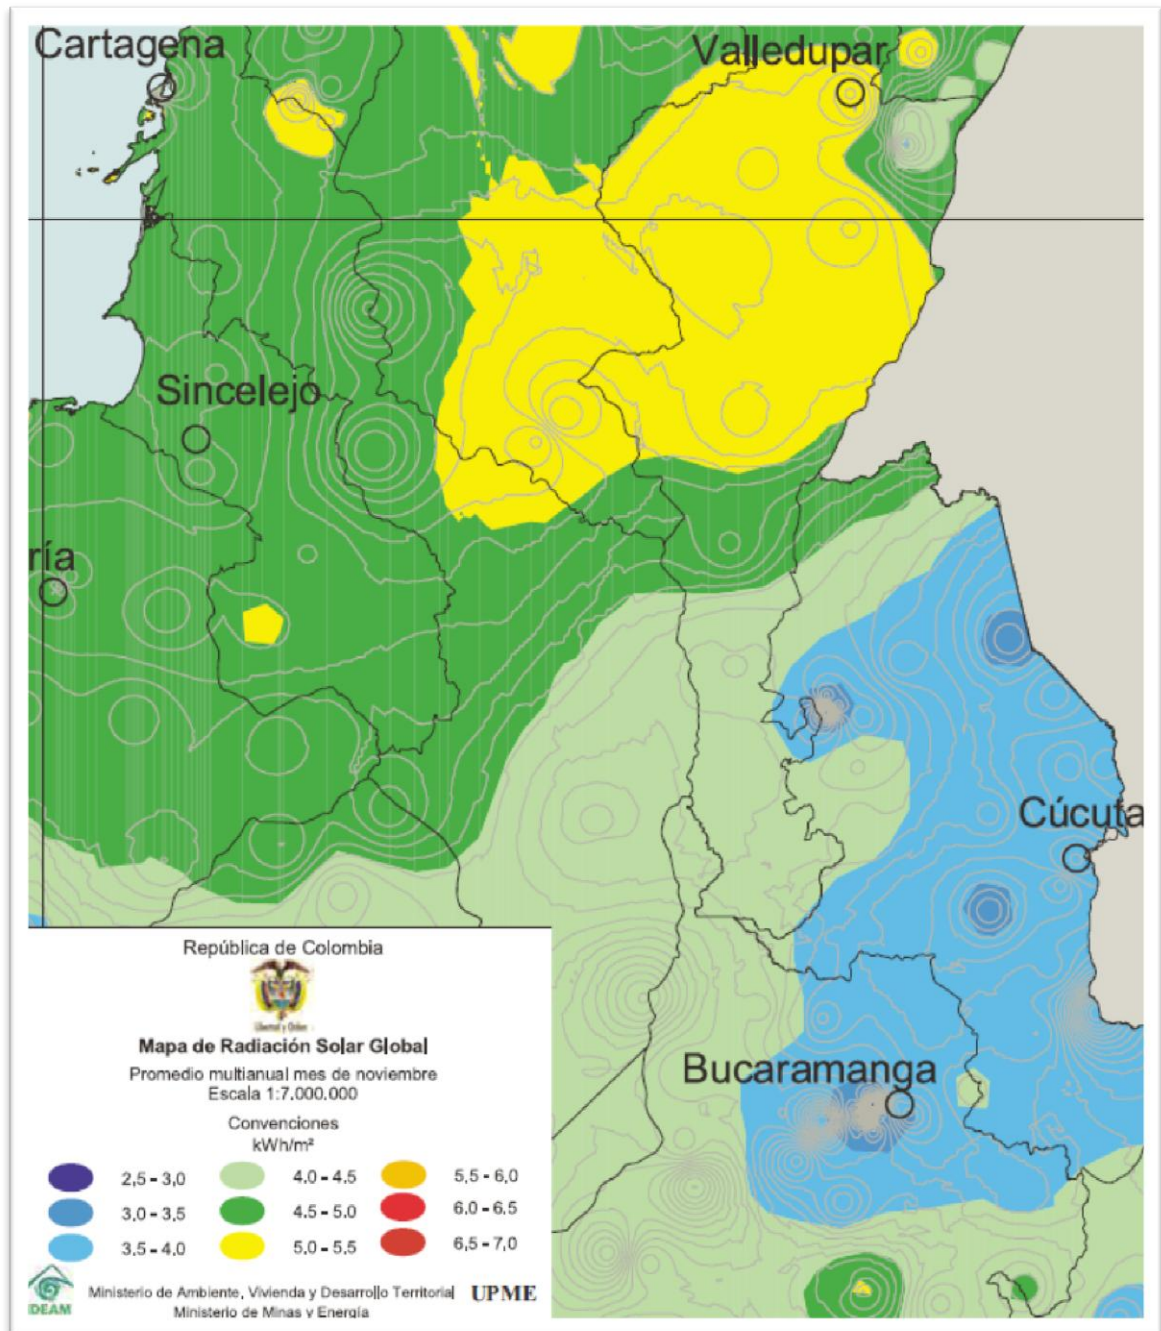 Cartagena
Valledupar
Sincelejo
ría
Cúcuta
Bucaramanga
República de Colombia
Libertad y Orden
Mapa de Radiación Solar Global
Promedio multianual mes de noviembre
Escala 1:7.000.000
Convenciones
kWh/m²
2,5 - 3,0 4.0 - 4.5 5,5 - 6,0
3.0 - 3.5 4.5 - 5.0 6.0 - 6.5
3.5 - 4.0 5.0 - 5.5 6,5 - 7,0
IDEAM Ministerio de Ambiente, Vivienda y Desarrollo Territorial UPME
Ministerio de Minas y Energía